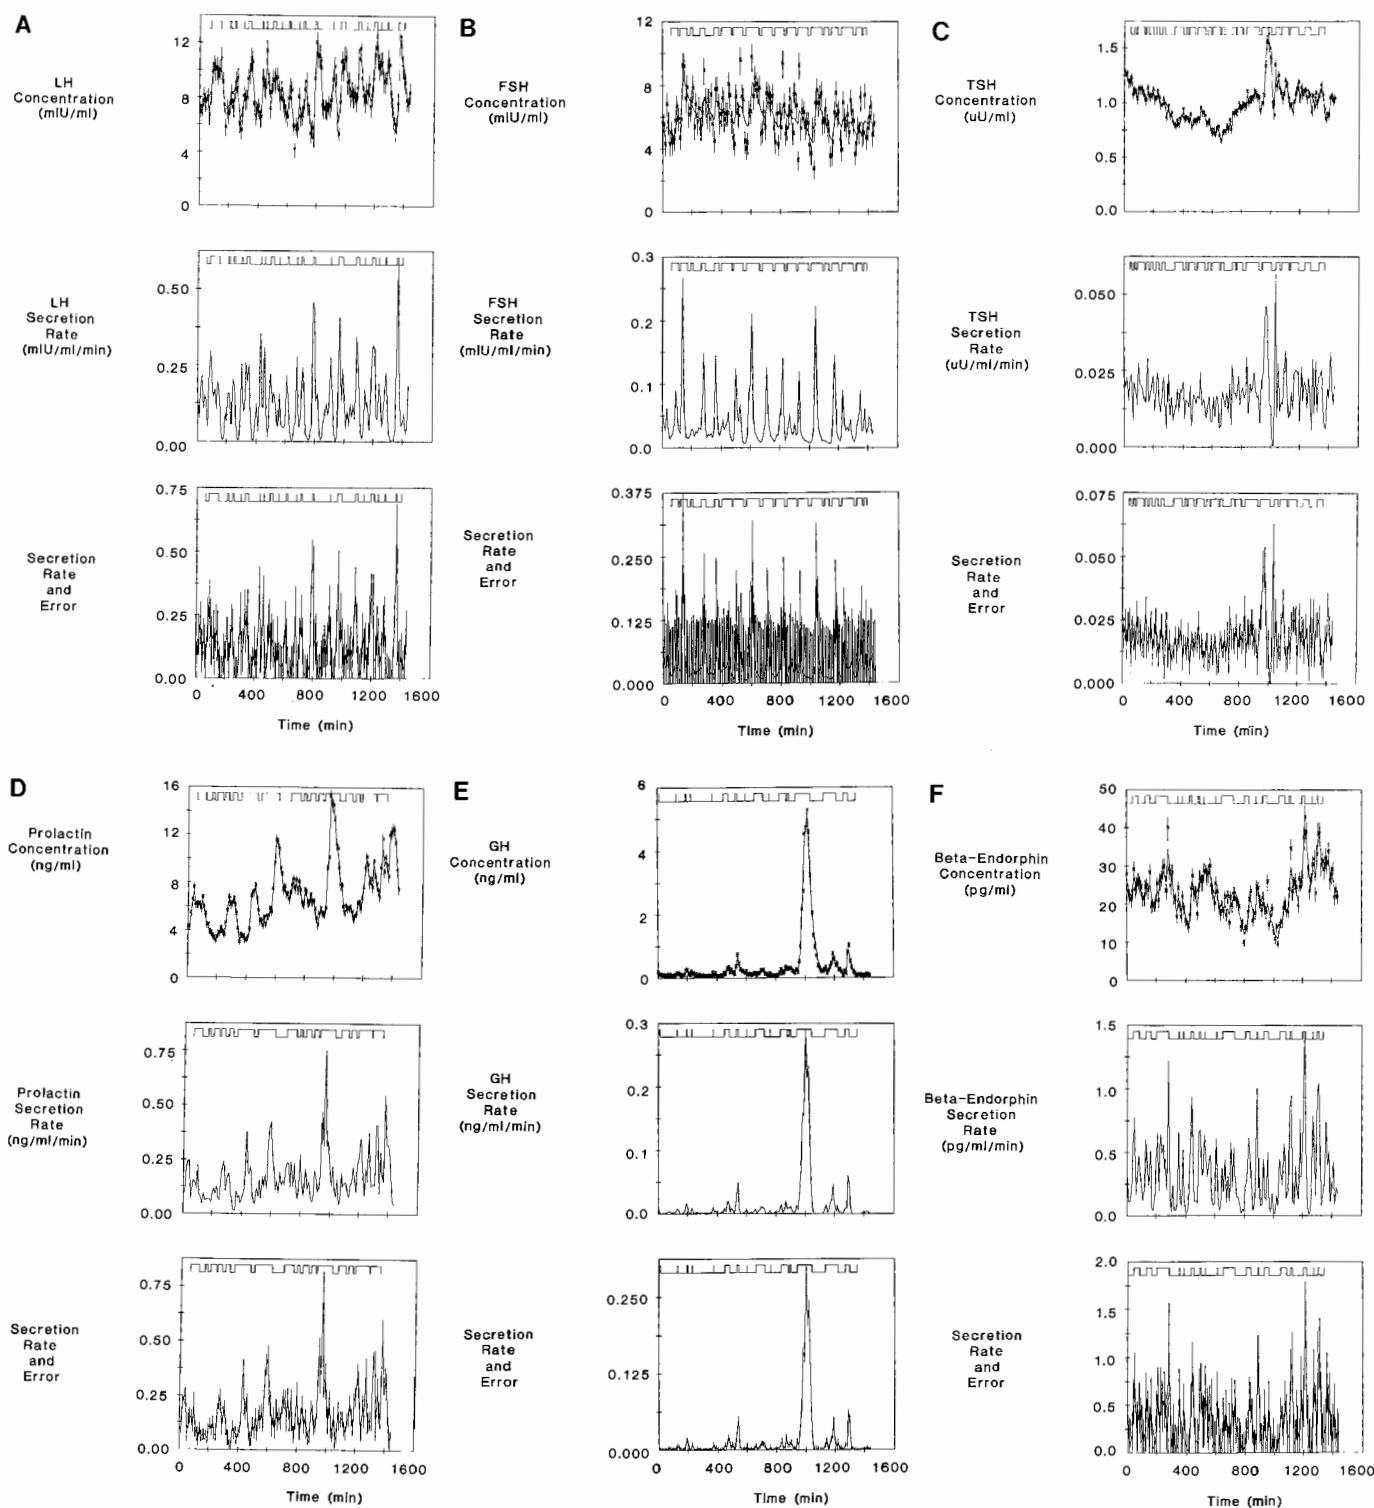 A
LH
Concentration
(mIU/ml)
12
8
4
0
LH
Secretion
Rate
(mIU/ml/min)
0.50
0.25
0.00
Secretion
Rate
and
Error
0.75
0.50
0.25
0.00
0 400 800 1200 1600
Time (min)
B
FSH
Concentration
(mIU/ml)
12
8
4
0
FSH
Secretion
Rate
(mIU/ml/min)
0.3
0.2
0.1
0.0
Secretion
Rate
and
Error
0.375
0.250
0.125
0.000
0 400 800 1200 1600
Time (min)
C
TSH
Concentration
(uU/ml)
1.5
1.0
0.5
0.0
TSH
Secretion
Rate
(uU/ml/min)
0.050
0.025
0.000
Secretion
Rate
and
Error
0.075
0.050
0.025
0.000
0 400 800 1200 1600
Time (min)
D
Prolactin
Concentration
(ng/ml)
16
12
8
4
0
Prolactin
Secretion
Rate
(ng/ml/min)
0.75
0.50
0.25
0.00
Secretion
Rate
and
Error
0.75
0.50
0.25
0.00
0 400 800 1200 1600
Time (min)
E
GH
Concentration
(ng/ml)
6
4
2
0
GH
Secretion
Rate
(ng/ml/min)
0.3
0.2
0.1
0.0
Secretion
Rate
and
Error
0.250
0.125
0.000
0 400 800 1200 1600
Time (min)
F
Beta-Endorphin
Concentration
(pg/ml)
50
40
30
20
10
0
Beta-Endorphin
Secretion
Rate
(pg/ml/min)
1.5
1.0
0.5
0.0
Secretion
Rate
and
Error
2.0
1.5
1.0
0.5
0.0
0 400 800 1200 1600
Time (min)